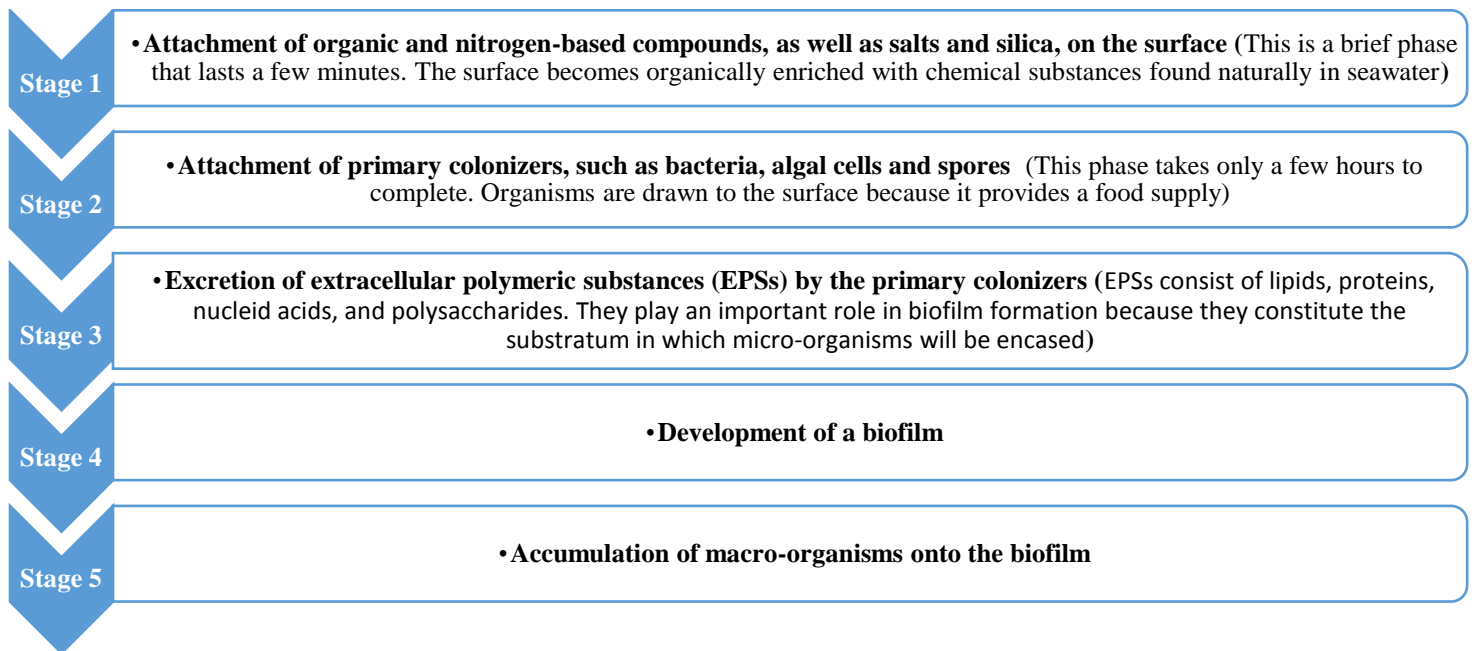 Stage 1
•Attachment of organic and nitrogen-based compounds, as well as salts and silica, on the surface (This is a brief phase
that lasts a few minutes. The surface becomes organically enriched with chemical substances found naturally in seawater)
Stage 2
•Attachment of primary colonizers, such as bacteria, algal cells and spores (This phase takes only a few hours to
complete. Organisms are drawn to the surface because it provides a food supply)
Stage 3
•Excretion of extracellular polymeric substances (EPSs) by the primary colonizers (EPSs consist of lipids, proteins,
nucleid acids, and polysaccharides. They play an important role in biofilm formation because they constitute the
substratum in which micro-organisms will be encased)
Stage 4
•Development of a biofilm
Stage 5
•Accumulation of macro-organisms onto the biofilm